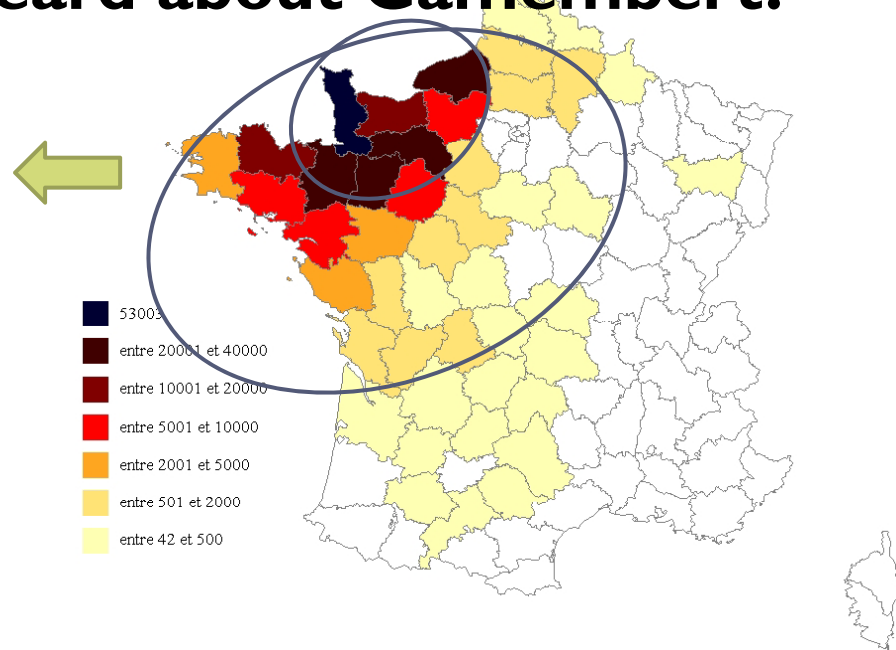 eard about Camembert?
53003
entre 20001 et 40000
entre 10001 et 20000
entre 5001 et 10000
entre 2001 et 5000
entre 501 et 2000
entre 42 et 500